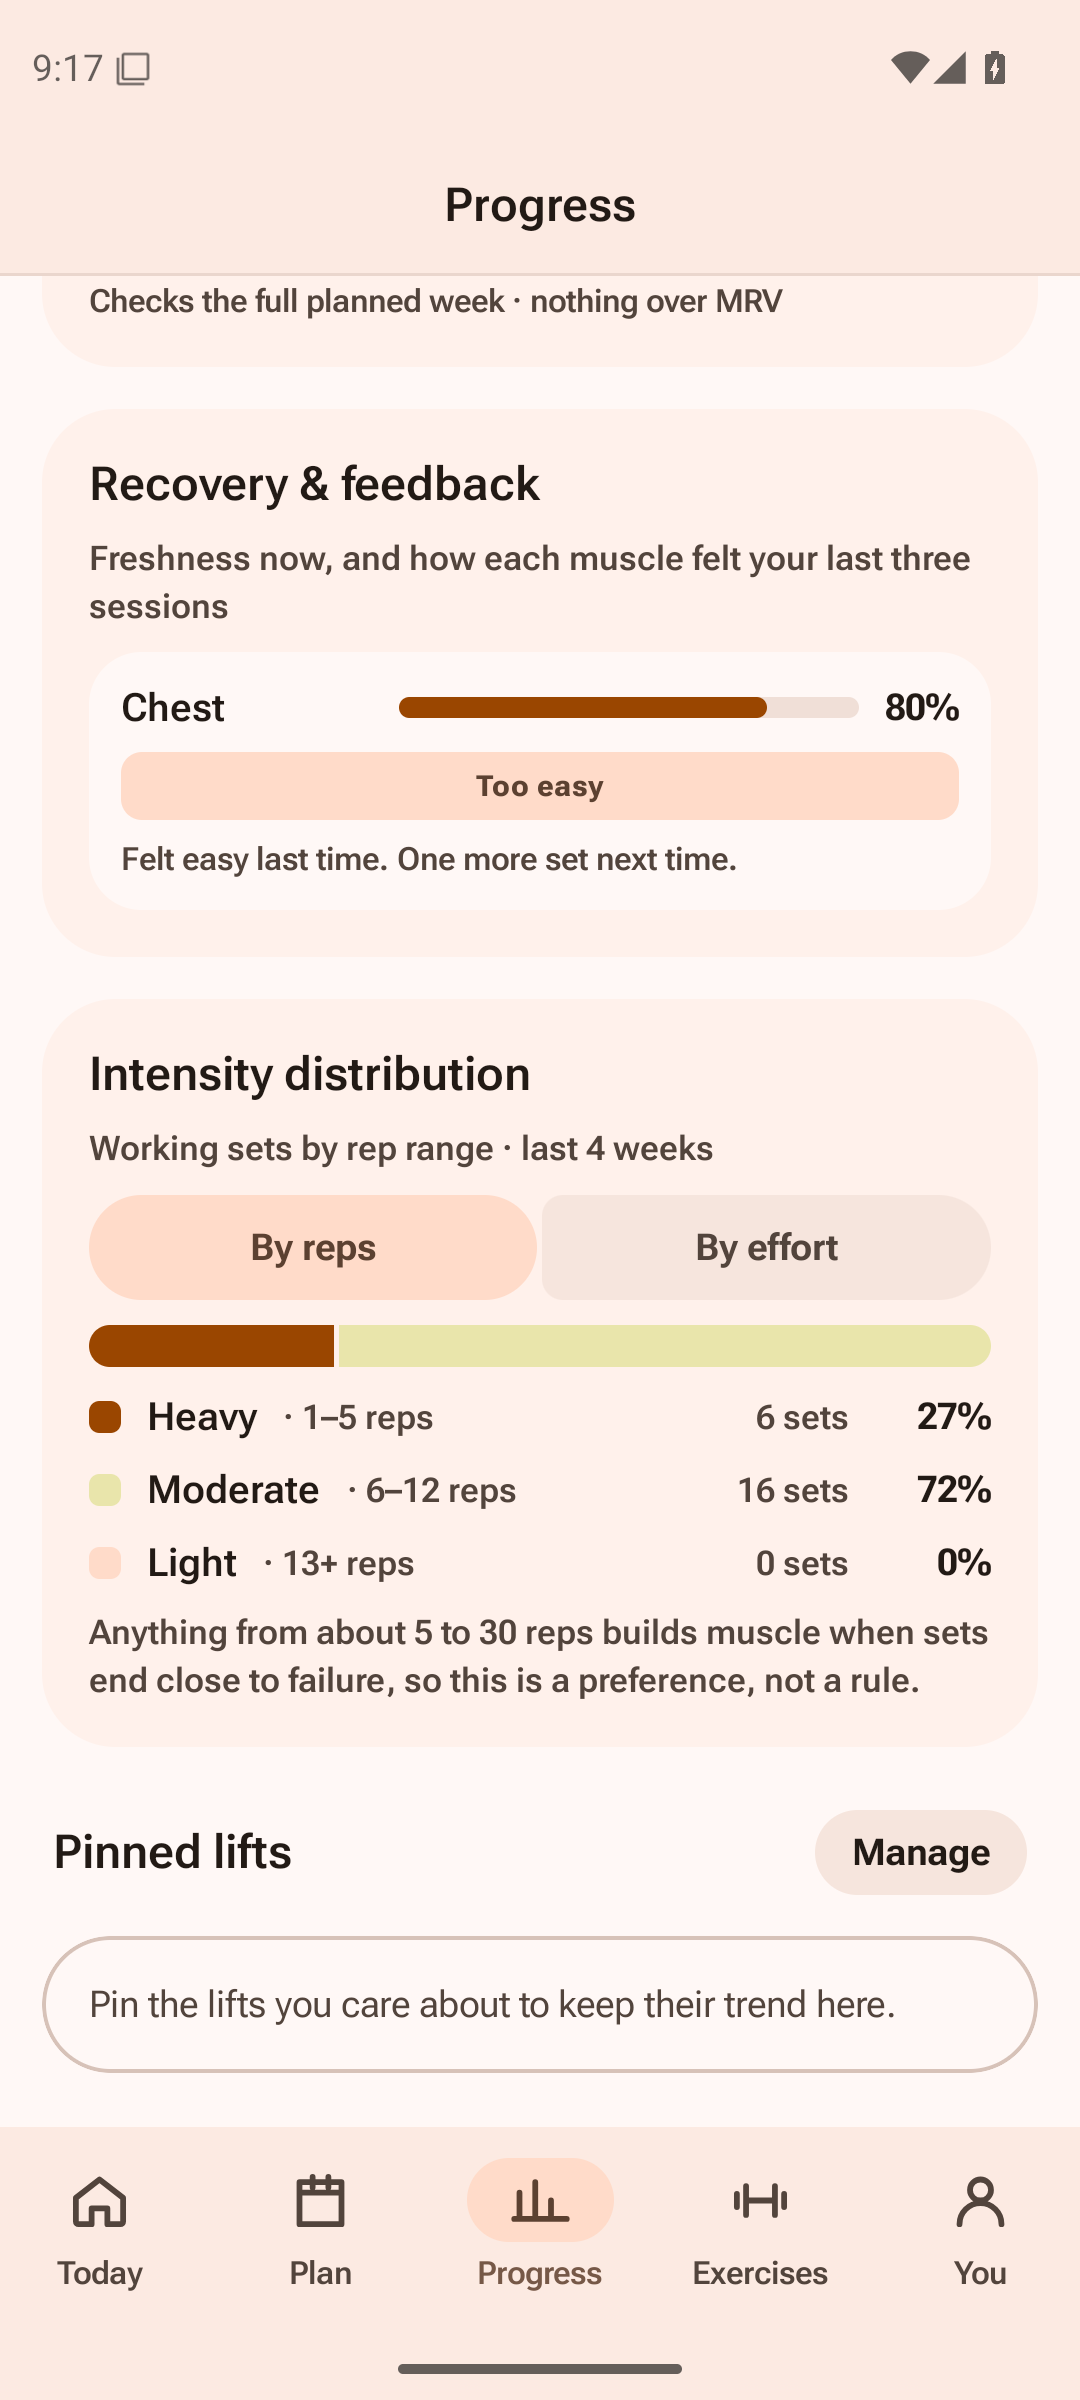 9:17
Progress
Checks the full planned week · nothing over MRV
Recovery & feedback
Freshness now, and how each muscle felt your last three
sessions
Chest 80%
Too easy
Felt easy last time. One more set next time.
Intensity distribution
Working sets by rep range · last 4 weeks
By reps By effort
Heavy · 1–5 reps 6 sets 27%
Moderate · 6–12 reps 16 sets 72%
Light · 13+ reps 0 sets 0%
Anything from about 5 to 30 reps builds muscle when sets
end close to failure, so this is a preference, not a rule.
Pinned lifts Manage
Pin the lifts you care about to keep their trend here.
Today Plan Progress Exercises You